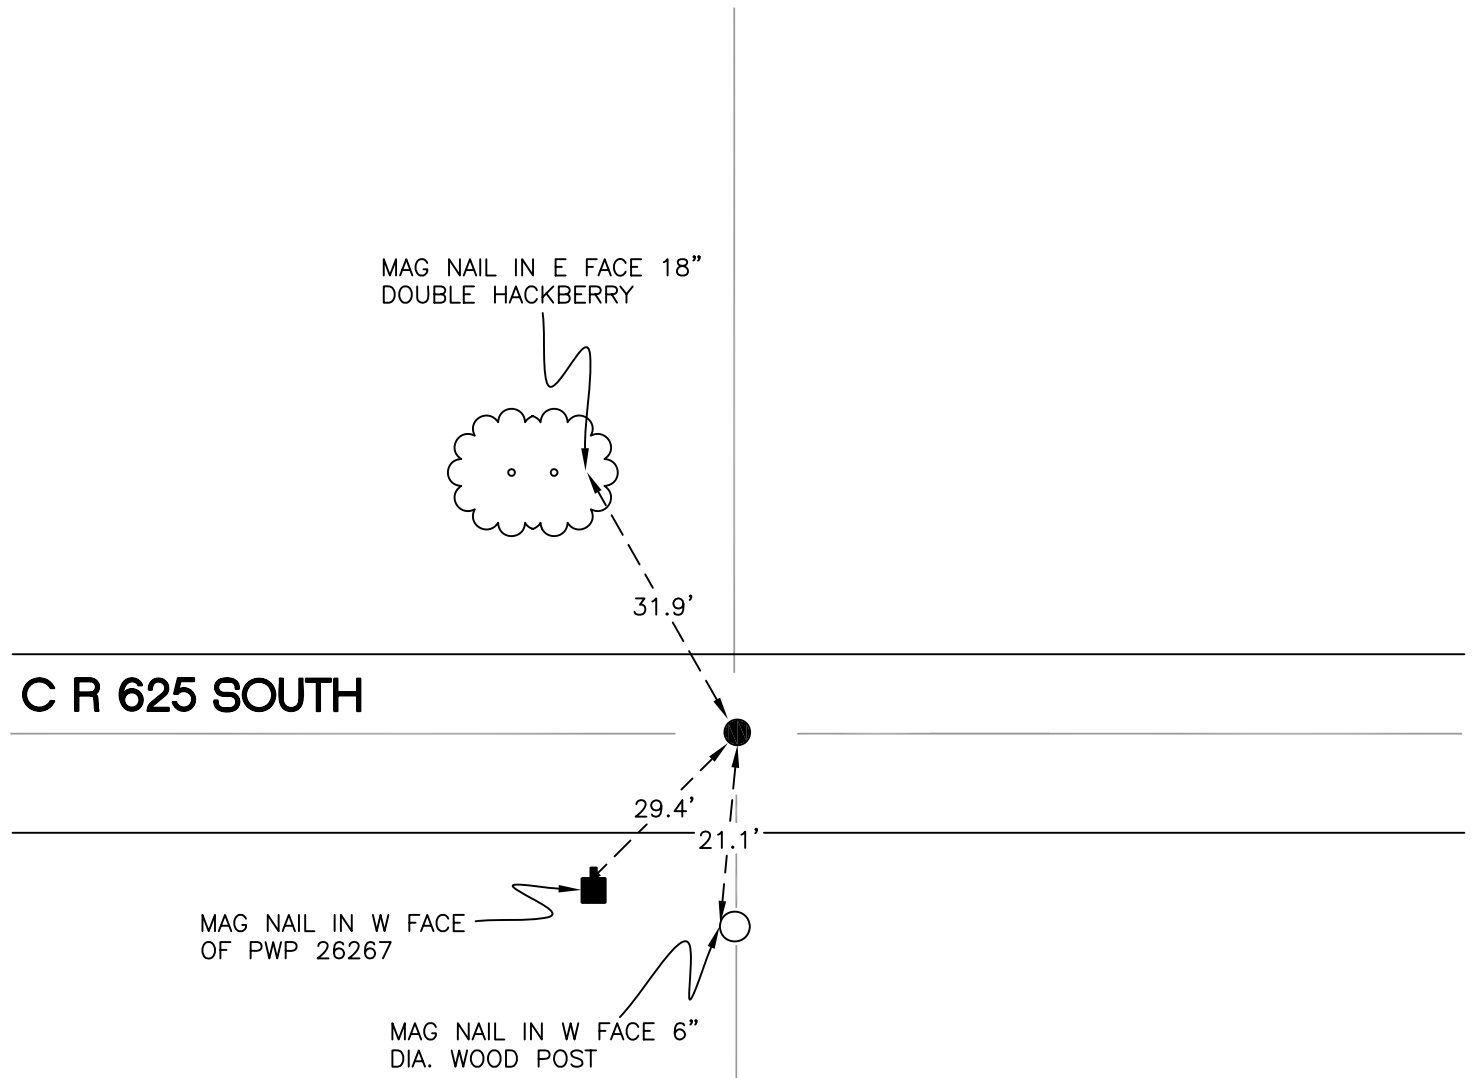 MAG NAIL IN E FACE 18”
DOUBLE HACKBERRY
31.9’
C R 625 SOUTH
29.4’
21.1’
MAG NAIL IN W FACE
OF PWP 26267
MAG NAIL IN W FACE 6”
DIA. WOOD POST